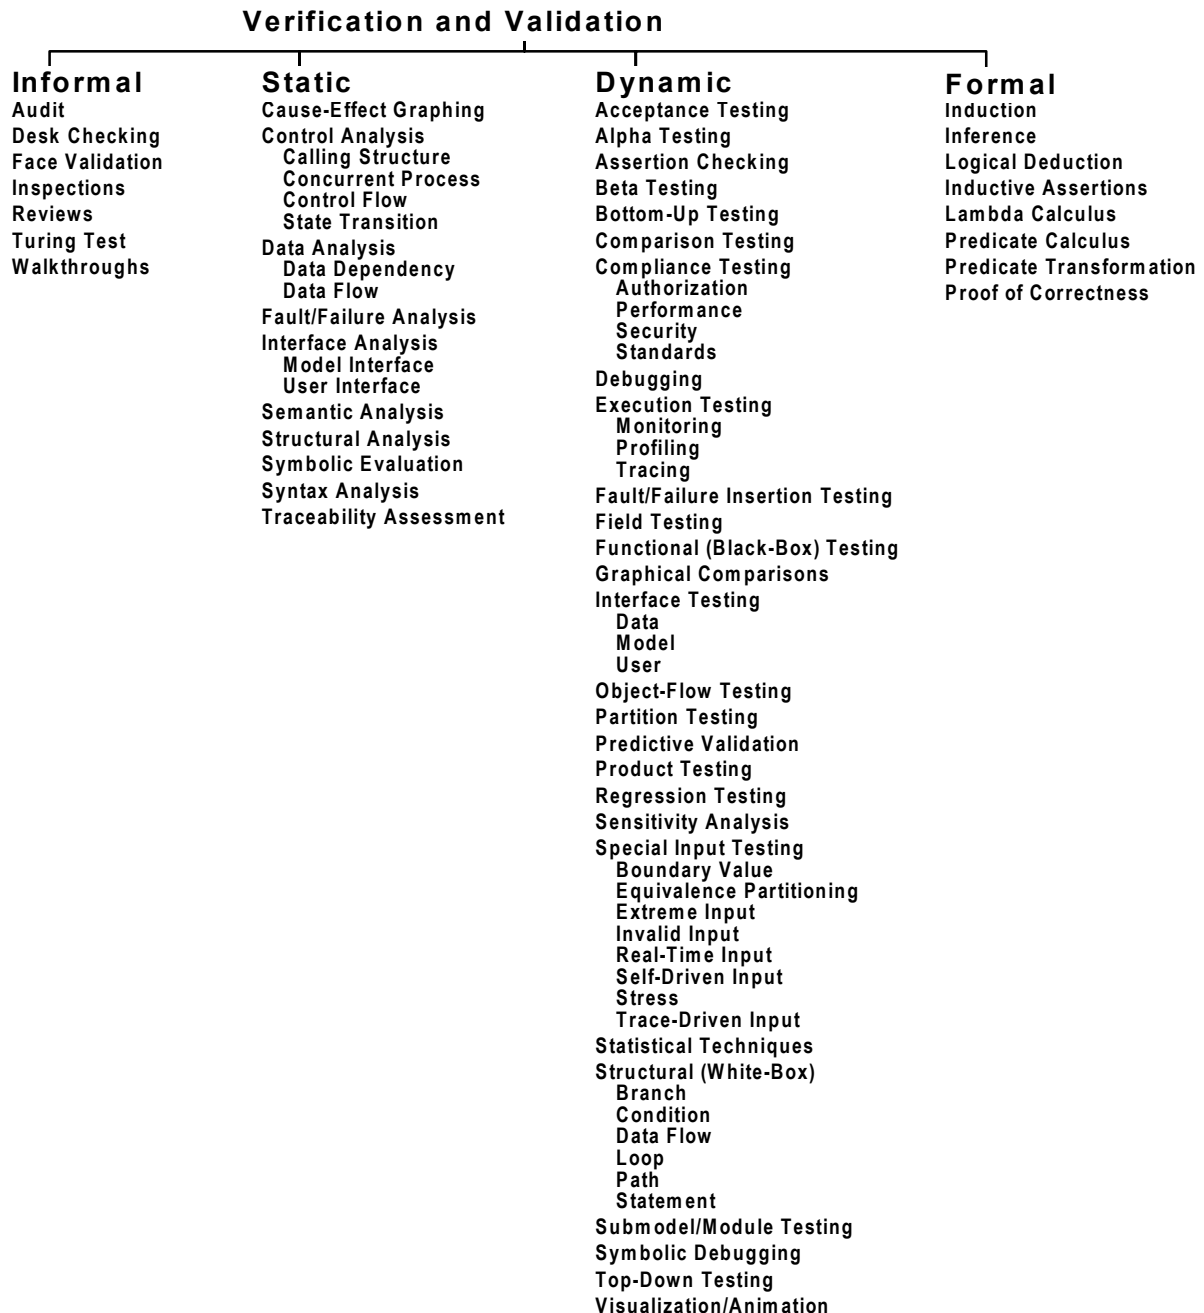 Verification and Validation
Informal
Audit
Desk Checking
Face Validation
Inspections
Reviews
Turing Test
Walkthroughs
Static
Cause-Effect Graphing
Control Analysis
Calling Structure
Concurrent Process
Control Flow
State Transition
Data Analysis
Data Dependency
Data Flow
Fault/Failure Analysis
Interface Analysis
Model Interface
User Interface
Semantic Analysis
Structural Analysis
Symbolic Evaluation
Syntax Analysis
Traceability Assessment
Dynamic
Acceptance Testing
Alpha Testing
Assertion Checking
Beta Testing
Bottom-Up Testing
Comparison Testing
Compliance Testing
Authorization
Performance
Security
Standards
Debugging
Execution Testing
Monitoring
Profiling
Tracing
Fault/Failure Insertion Testing
Field Testing
Functional (Black-Box) Testing
Graphical Comparisons
Interface Testing
Data
Model
User
Object-Flow Testing
Partition Testing
Predictive Validation
Product Testing
Regression Testing
Sensitivity Analysis
Special Input Testing
Boundary Value
Equivalence Partitioning
Extreme Input
Invalid Input
Real-Time Input
Self-Driven Input
Stress
Trace-Driven Input
Statistical Techniques
Structural (White-Box)
Branch
Condition
Data Flow
Loop
Path
Statement
Submodel/Module Testing
Symbolic Debugging
Top-Down Testing
Visualization/Animation
Formal
Induction
Inference
Logical Deduction
Inductive Assertions
Lambda Calculus
Predicate Calculus
Predicate Transformation
Proof of Correctness